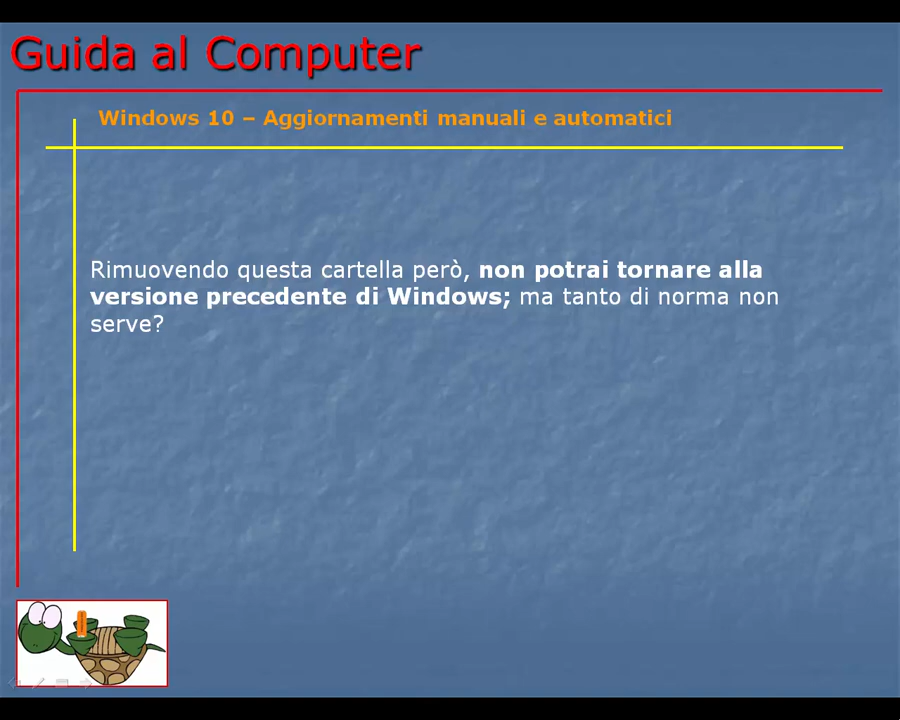 Guida al Computer
Windows 10 – Aggiornamenti manuali e automatici
Rimuovendo questa cartella però, non potrai tornare alla
versione precedente di Windows; ma tanto di norma non
serve?